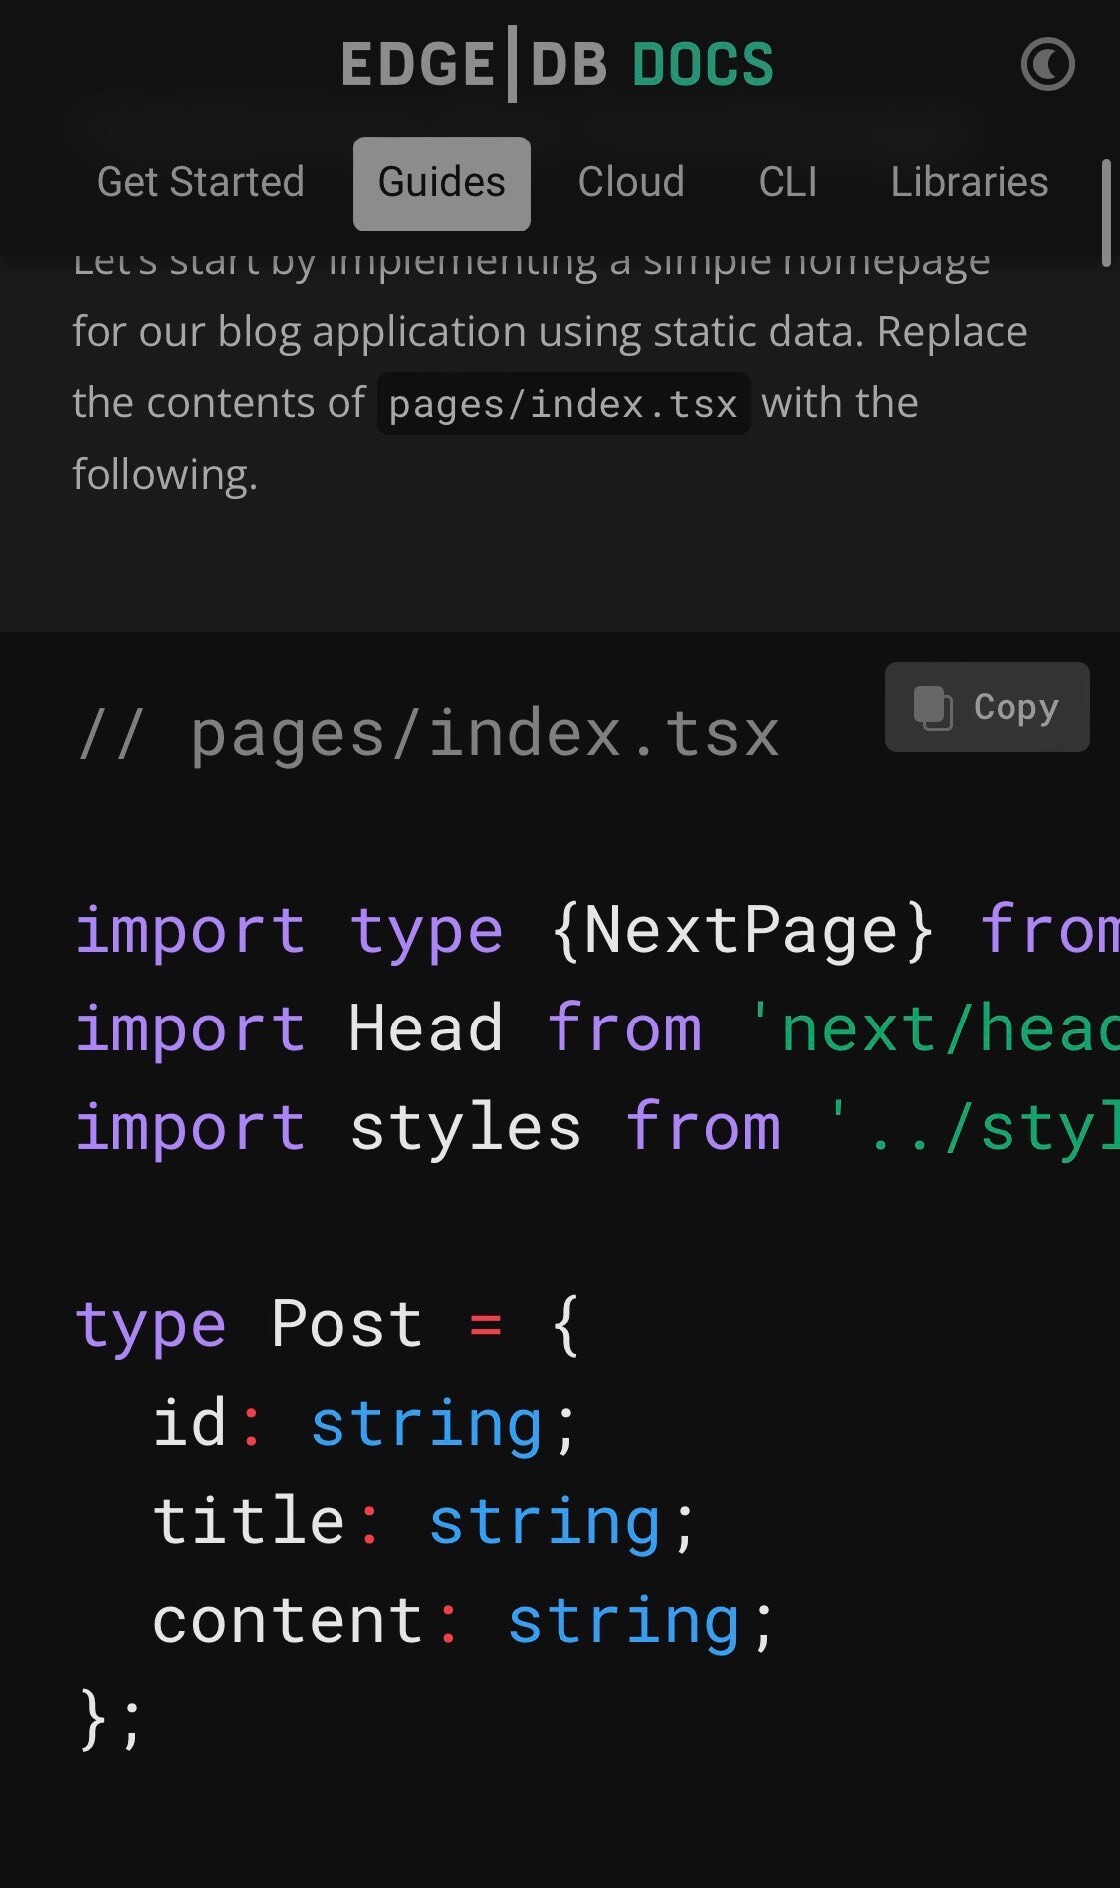 EDGE|DB DOCS
Get Started Guides Cloud CLI Libraries
Let's start by implementing a simple homepage
for our blog application using static data. Replace
the contents of pages/index.tsx with the
following.
Copy
// pages/index.tsx
import type {NextPage} from
import Head from 'next/head
import styles from '../styl
type Post = {
  id: string;
  title: string;
  content: string;
};